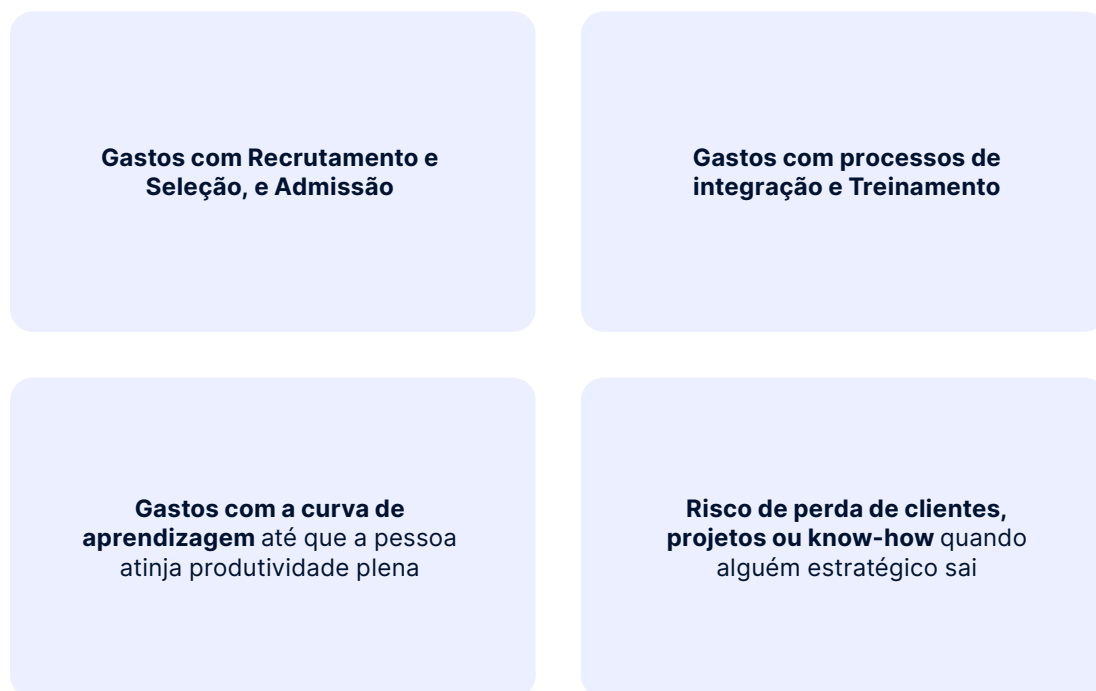 Gastos com Recrutamento e
Seleção, e Admissão
Gastos com processos de
integração e Treinamento
Gastos com a curva de
aprendizagem até que a pessoa
atinja produtividade plena
Risco de perda de clientes,
projetos ou know-how quando
alguém estratégico sai